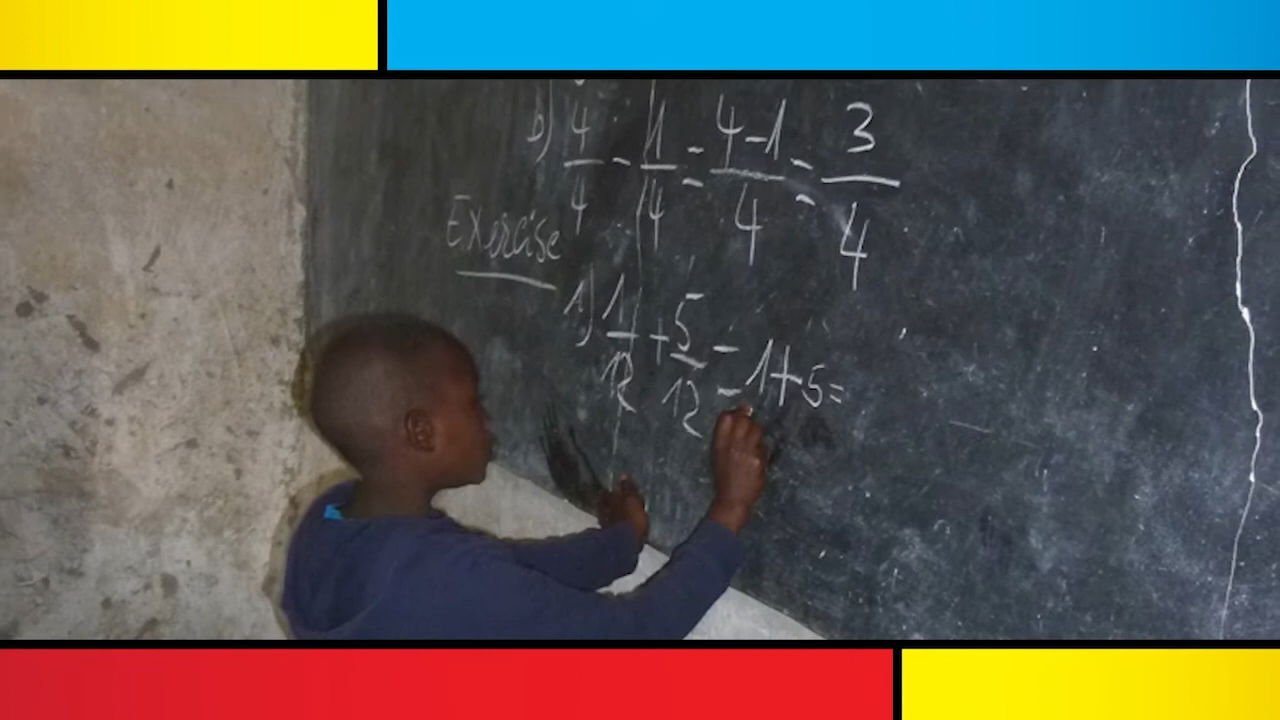 b) 4/4 - 1/4 = 4-1/4 = 3/4
Exercise
1) 1/12 + 5/12 = 1+5=